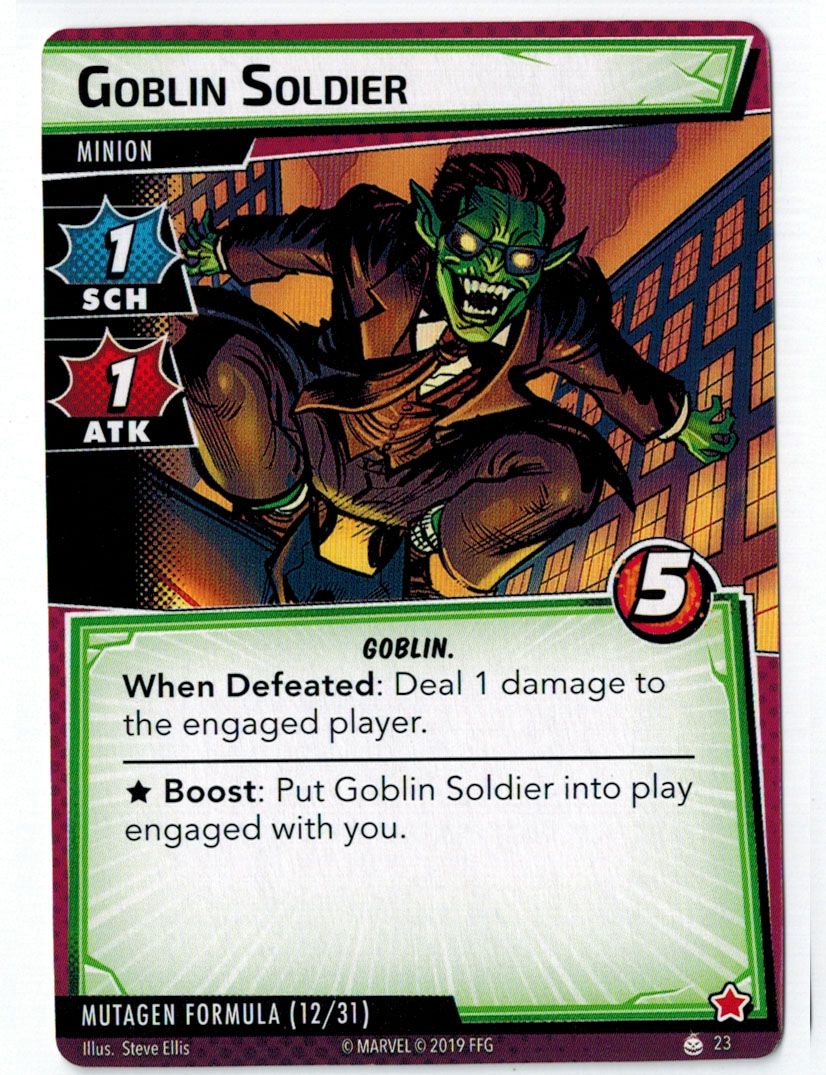 GOBLIN SOLDIER
MINION
1
SCH
1
ATK
5
GOBLIN.
When Defeated: Deal 1 damage to
the engaged player.
★ Boost: Put Goblin Soldier into play
engaged with you.
MUTAGEN FORMULA (12/31)
Illus. Steve Ellis © MARVEL © 2019 FFG 23